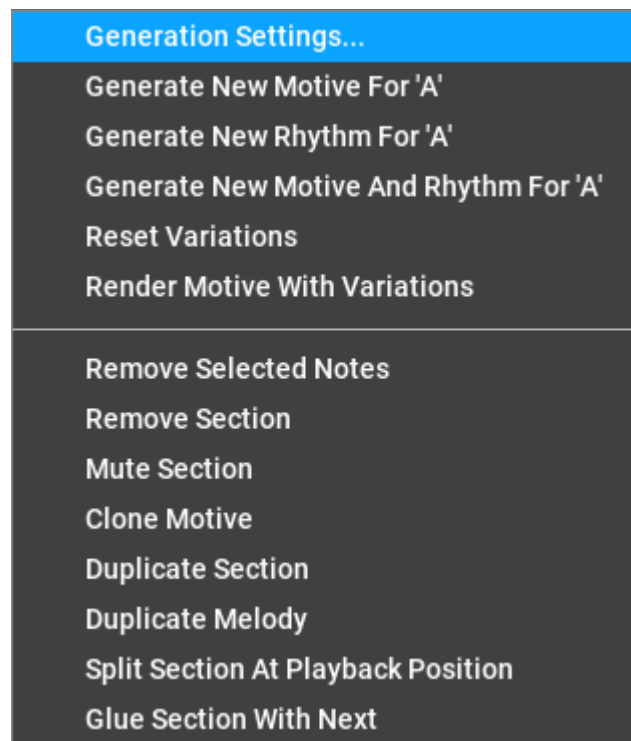 Generation Settings...
Generate New Motive For 'A'
Generate New Rhythm For 'A'
Generate New Motive And Rhythm For 'A'
Reset Variations
Render Motive With Variations
Remove Selected Notes
Remove Section
Mute Section
Clone Motive
Duplicate Section
Duplicate Melody
Split Section At Playback Position
Glue Section With Next